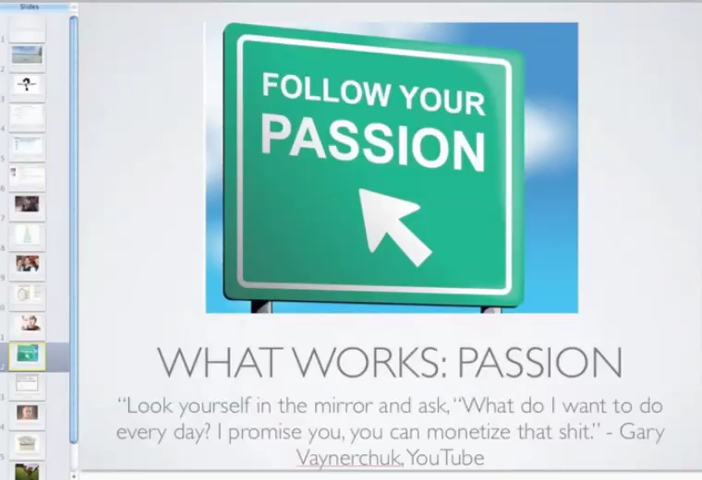 Slides
FOLLOW YOUR
PASSION
WHAT WORKS: PASSION
“Look yourself in the mirror and ask, “What do I want to do
every day? I promise you, you can monetize that shit.” - Gary
Vaynerchuk, YouTube